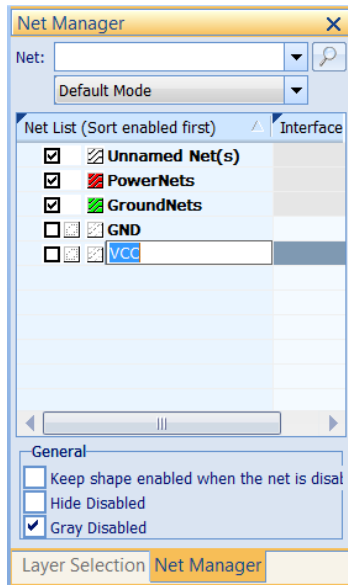 Net Manager
Net:
Default Mode
Net List (Sort enabled first) Interface
Unnamed Net(s)
PowerNets
GroundNets
GND
VCC
General
Keep shape enabled when the net is disal
Hide Disabled
Gray Disabled
Layer Selection Net Manager